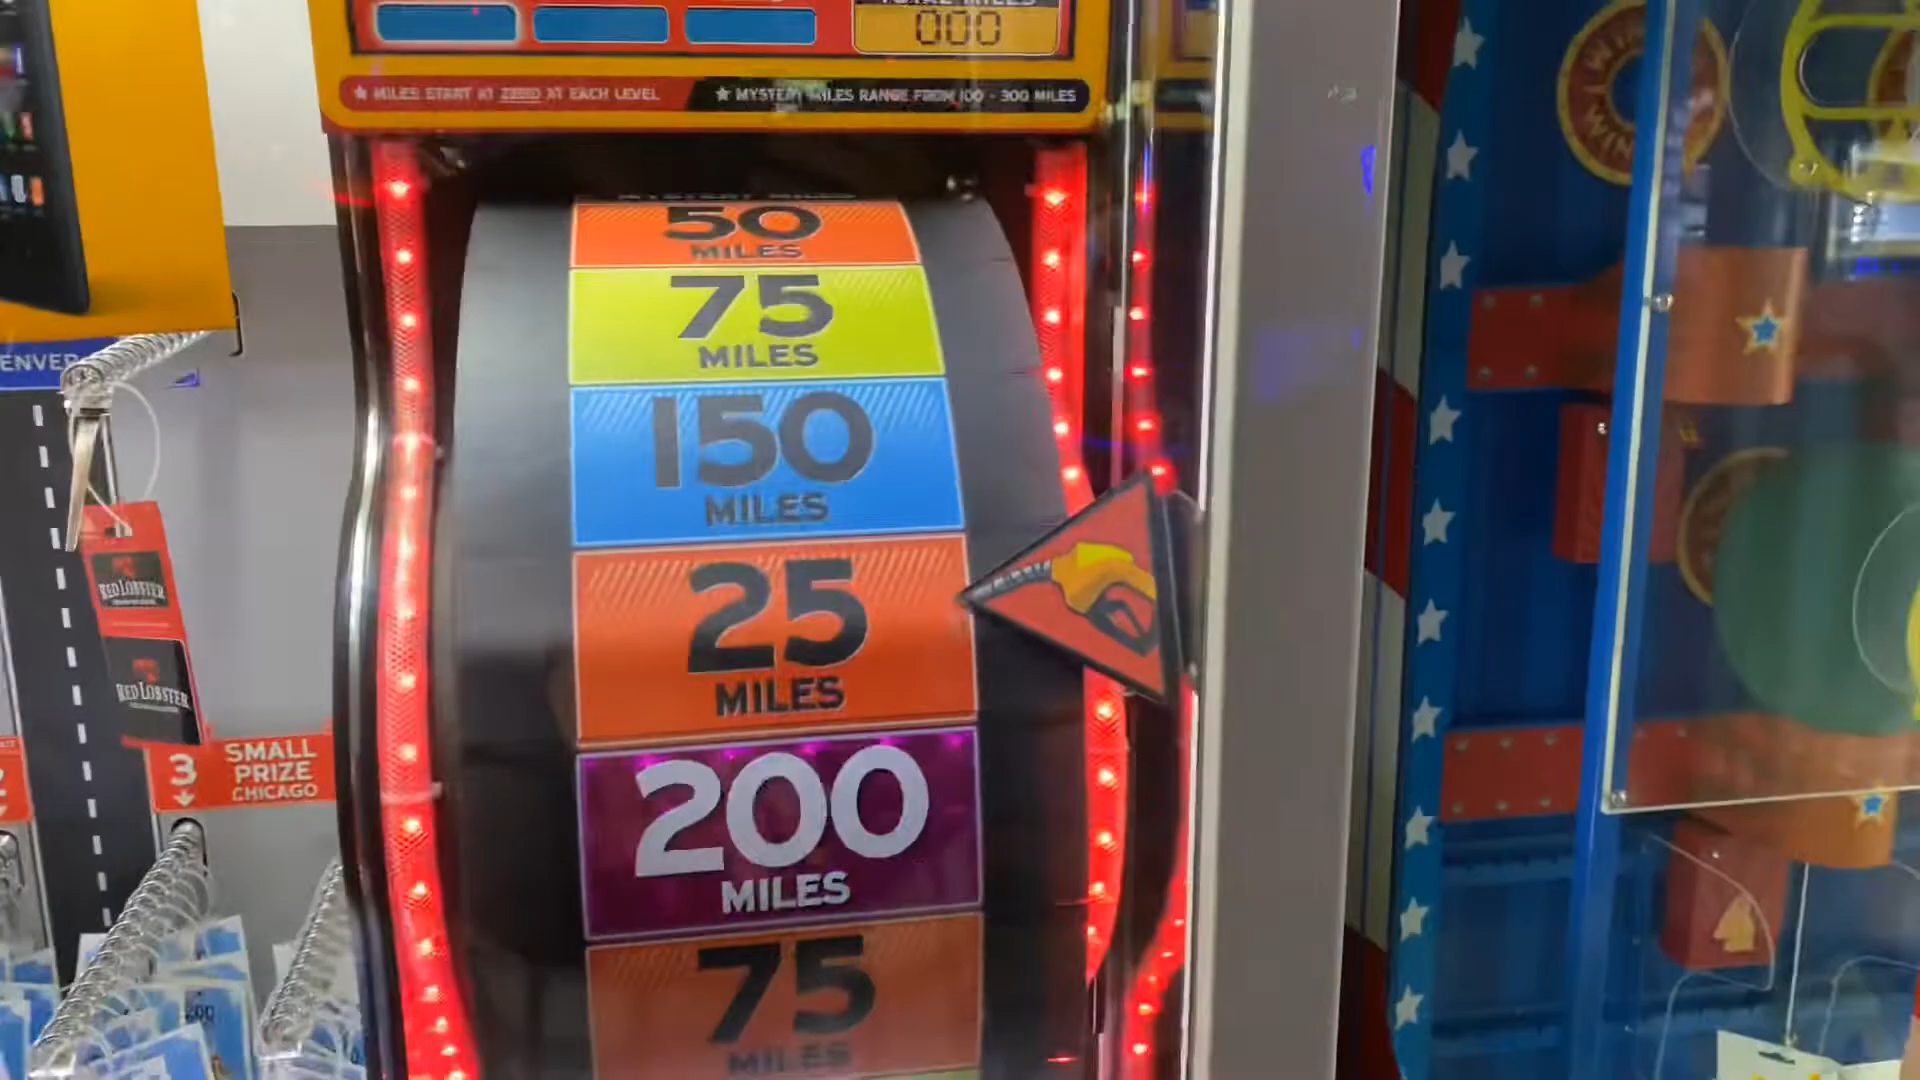 000
★ MILES START AT ZERO AT EACH LEVEL
★ MYSTERY MILES RANGE FROM 100 - 300 MILES
50
MILES
75
MILES
150
MILES
25
MILES
200
MILES
75
MILES
ENVER
RED LOBSTER
RED LOBSTER
3
SMALL
PRIZE
CHICAGO
WIN